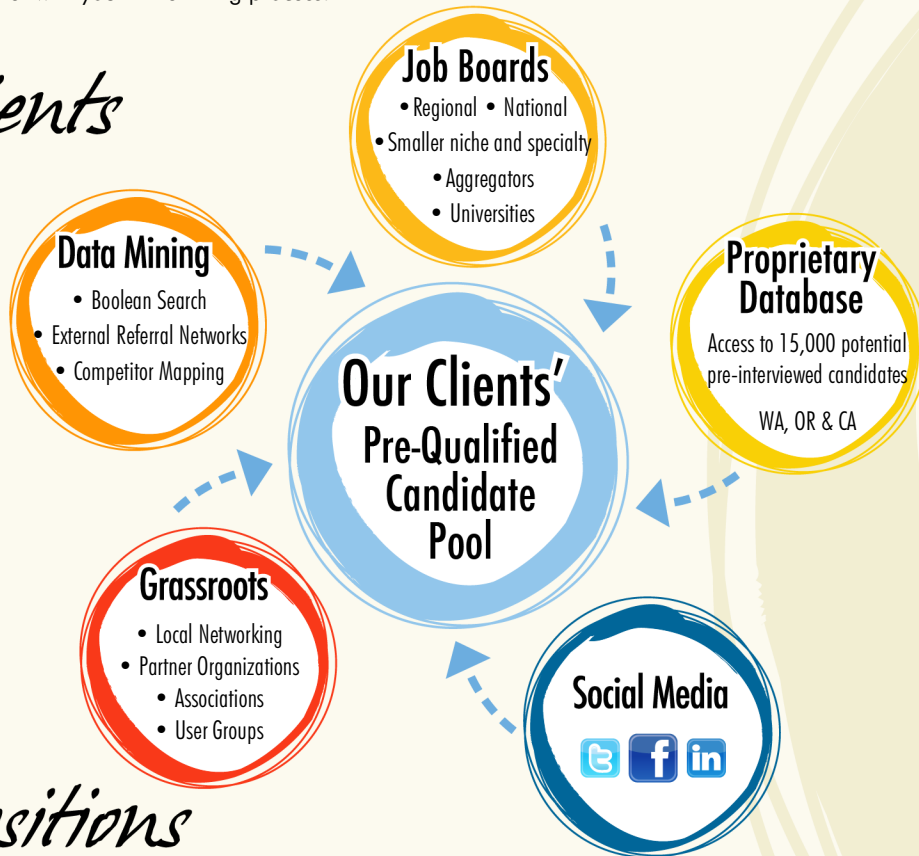 Job Boards
• Regional • National
• Smaller niche and specialty
• Aggregators
• Universities
Data Mining
• Boolean Search
• External Referral Networks
• Competitor Mapping
Proprietary
Database
Access to 15,000 potential
pre-interviewed candidates
WA, OR & CA
Our Clients'
Pre-Qualified
Candidate
Pool
Grassroots
• Local Networking
• Partner Organizations
• Associations
• User Groups
Social Media
t f in